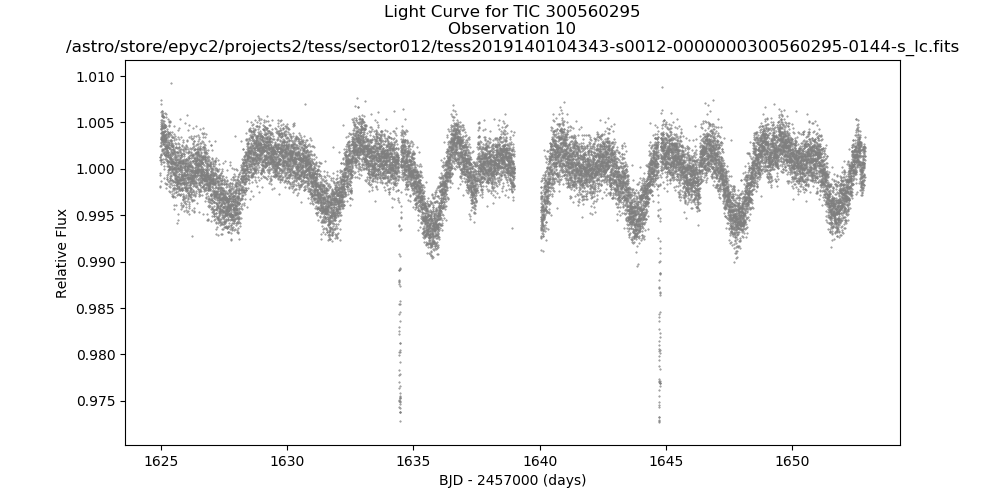 Light Curve for TIC 300560295
Observation 10
/astro/store/epyc2/projects2/tess/sector012/tess2019140104343-s0012-0000000300560295-0144-s_lc.fits
1.010
1.005
1.000
0.995
0.990
0.985
0.980
0.975
Relative Flux
1625
1630
1635
1640
1645
1650
BJD - 2457000 (days)